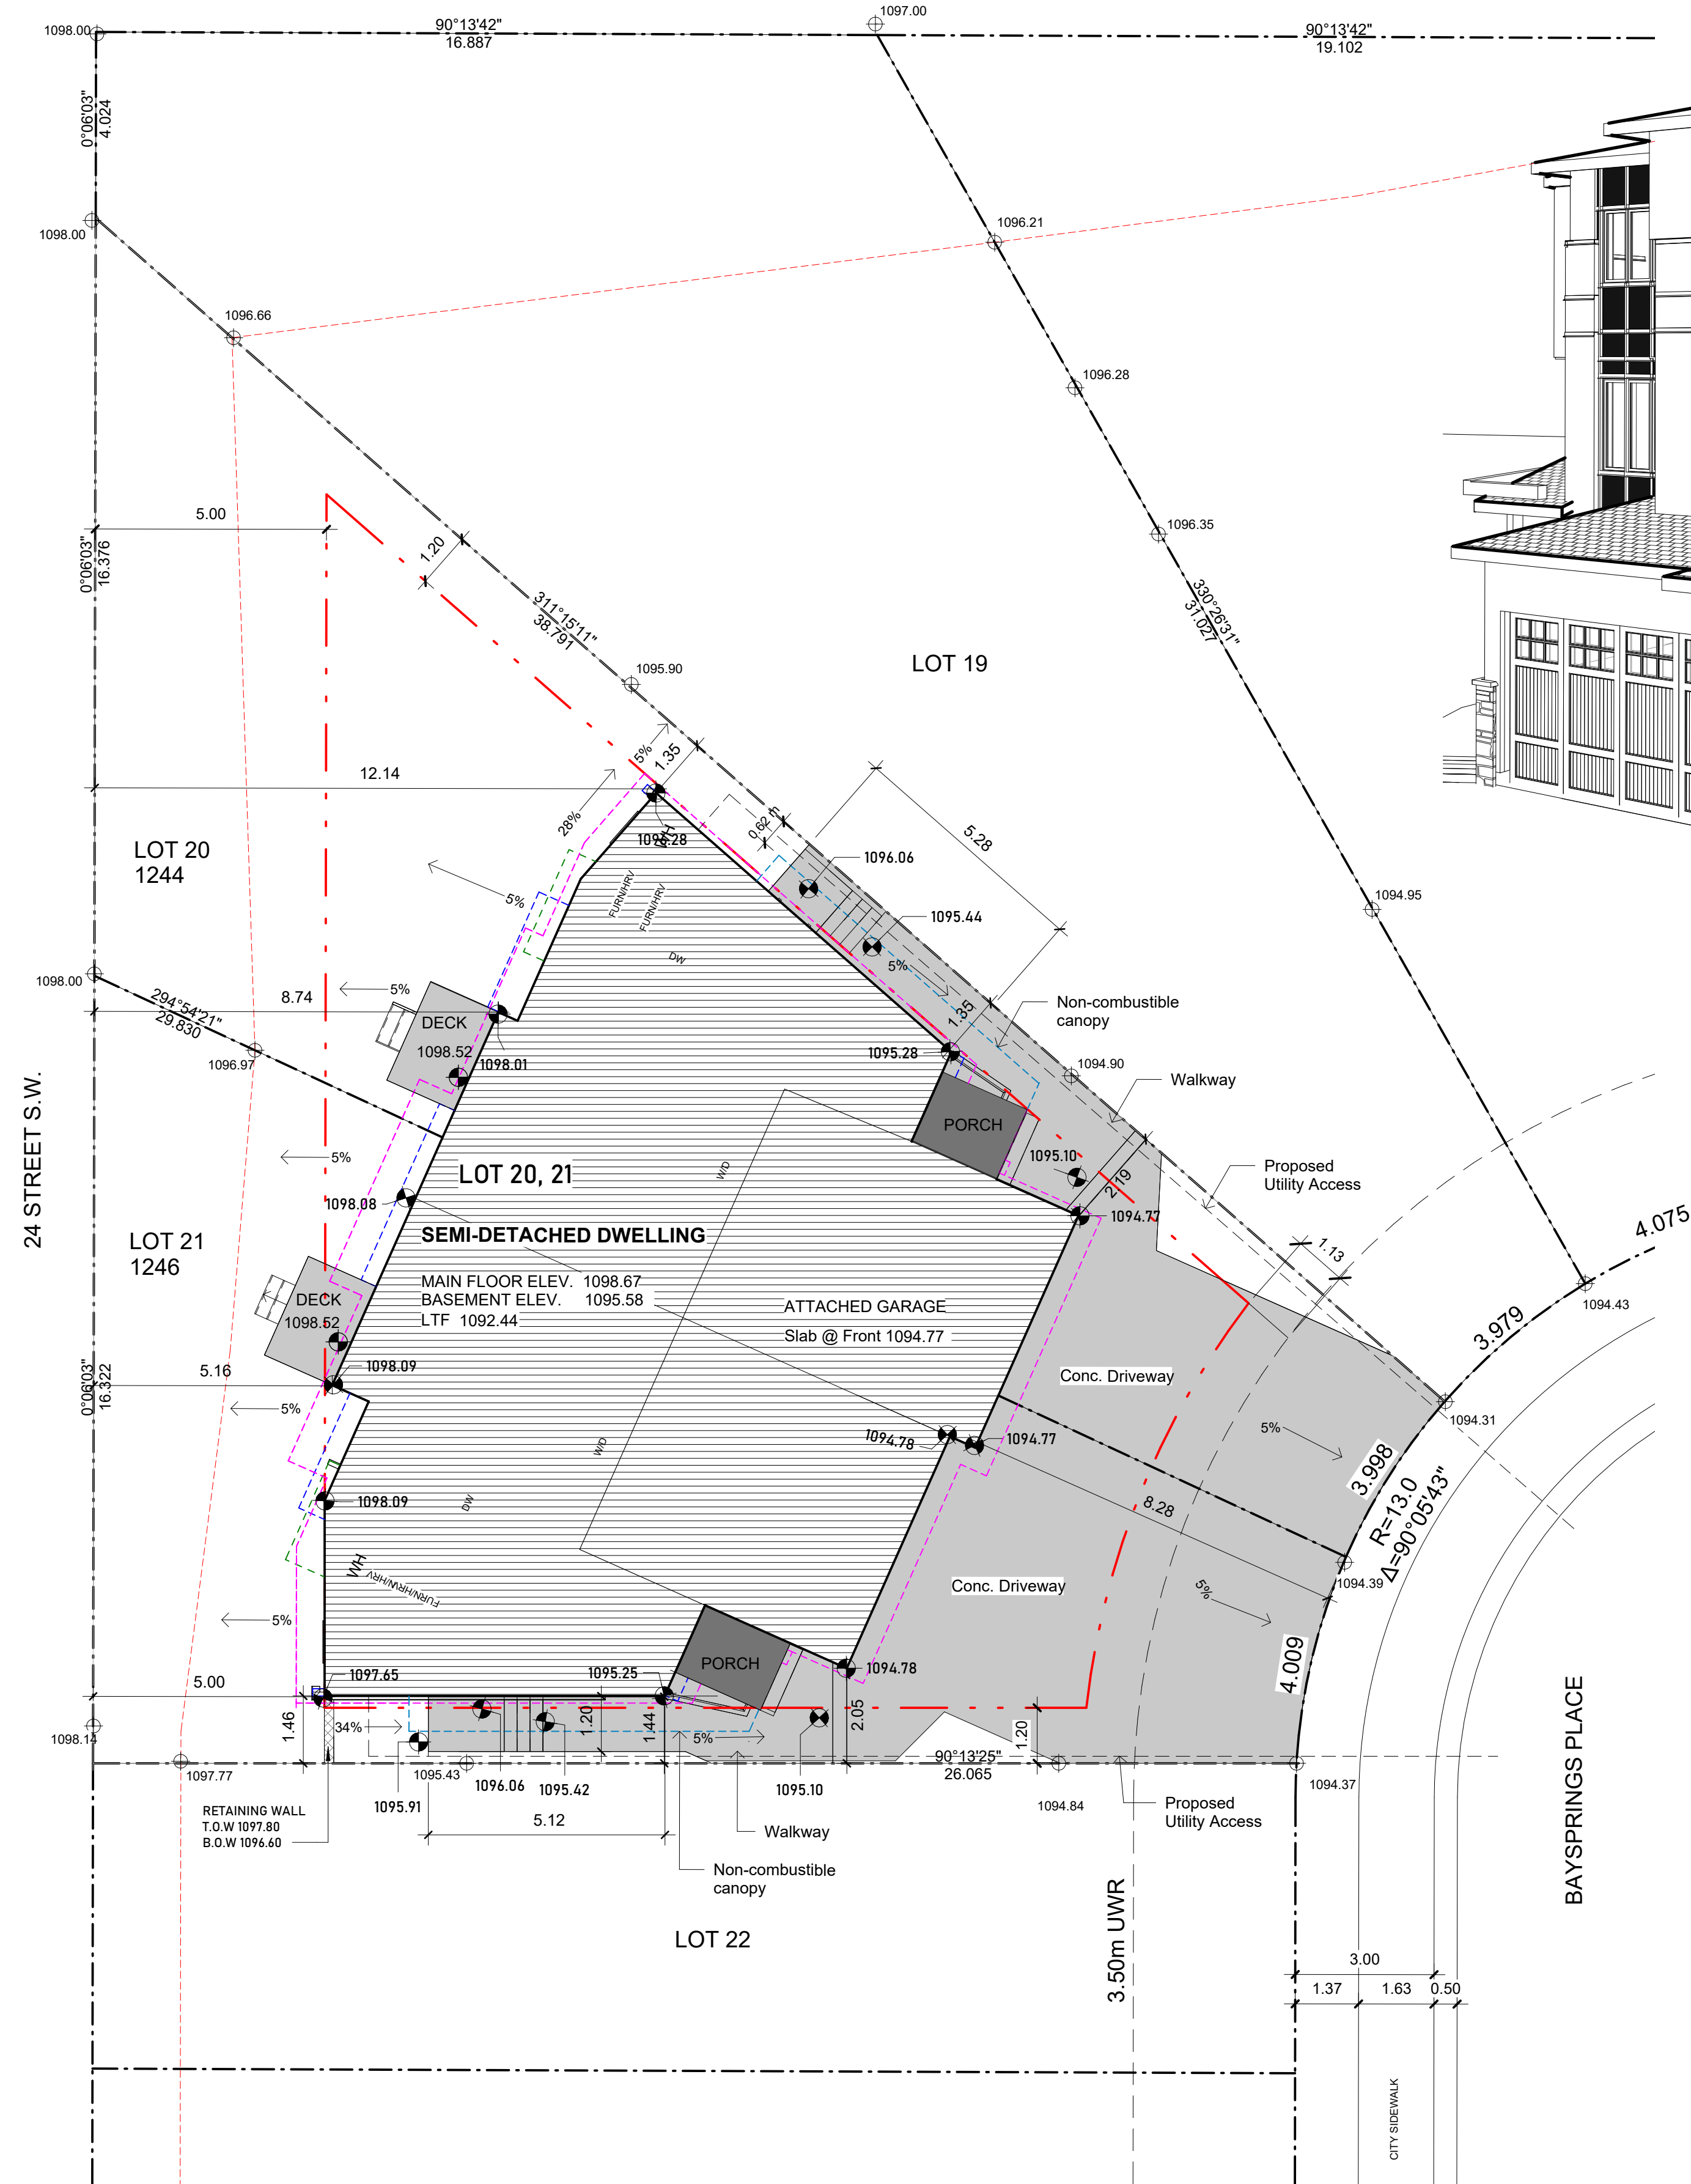 1098.00
90°13'42"
16.887
1097.00
90°13'42"
19.102
0°06'03"
4.024
1098.00
1096.21
1096.66
1096.28
5.00
1.20
0°06'03"
16.376
1096.35
311°15'11"
38.791
330°26'31"
31.027
LOT 19
1095.90
5%
1.35
12.14
28%
0.62 m
5.28
WH
1096.28
LOT 20
1244
1096.06
FURN/HRV
FURN/HRV
5%
1094.95
1095.44
DW
5%
1098.00
5%
8.74
294°54'21"
29.830
DECK
1098.52
1098.01
1096.97
1.35
Non-combustible
canopy
1095.28
1094.90
Walkway
24 STREET S.W.
PORCH
5%
W/D
LOT 20, 21
1095.10
2.19
Proposed
Utility Access
1098.08
1094.77
SEMI-DETACHED DWELLING
LOT 21
1246
4.075
1.13
MAIN FLOOR ELEV. 1098.67
BASEMENT ELEV. 1095.58
LTF 1092.44
DECK
1098.52
ATTACHED GARAGE
Slab @ Front 1094.77
1094.43
3.979
5.16
1098.09
0°06'03"
16.322
Conc. Driveway
5%
5%
1094.31
1094.78
1094.77
W/D
3.998
R=13.0
Δ=90°05'43"
1098.09
DW
8.28
WH
FURN/HRV
Conc. Driveway
5%
1094.39
5%
4.009
PORCH
1094.78
5.00
1097.65
1095.25
1.46
34%
1.20
1.44
5%
2.05
1.20
1098.14
1097.77
1095.43
1096.06
1095.42
1095.91
1095.10
90°13'25"
26.065
1094.84
1094.37
RETAINING WALL
T.O.W 1097.80
B.O.W 1096.60
5.12
Walkway
Proposed
Utility Access
Non-combustible
canopy
BAYSPRINGS PLACE
LOT 22
3.50m UWR
3.00
1.37
1.63
0.50
CITY SIDEWALK